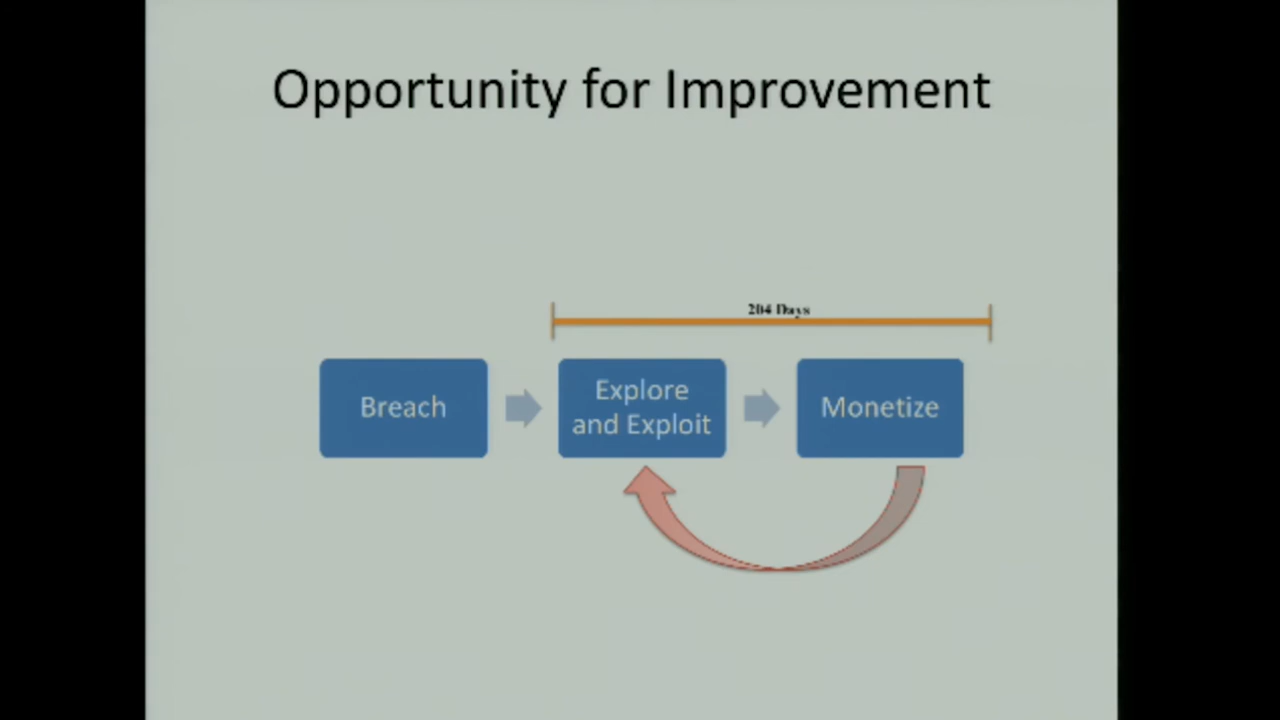 Opportunity for Improvement
204 Days
Breach
Explore
and Exploit
Monetize